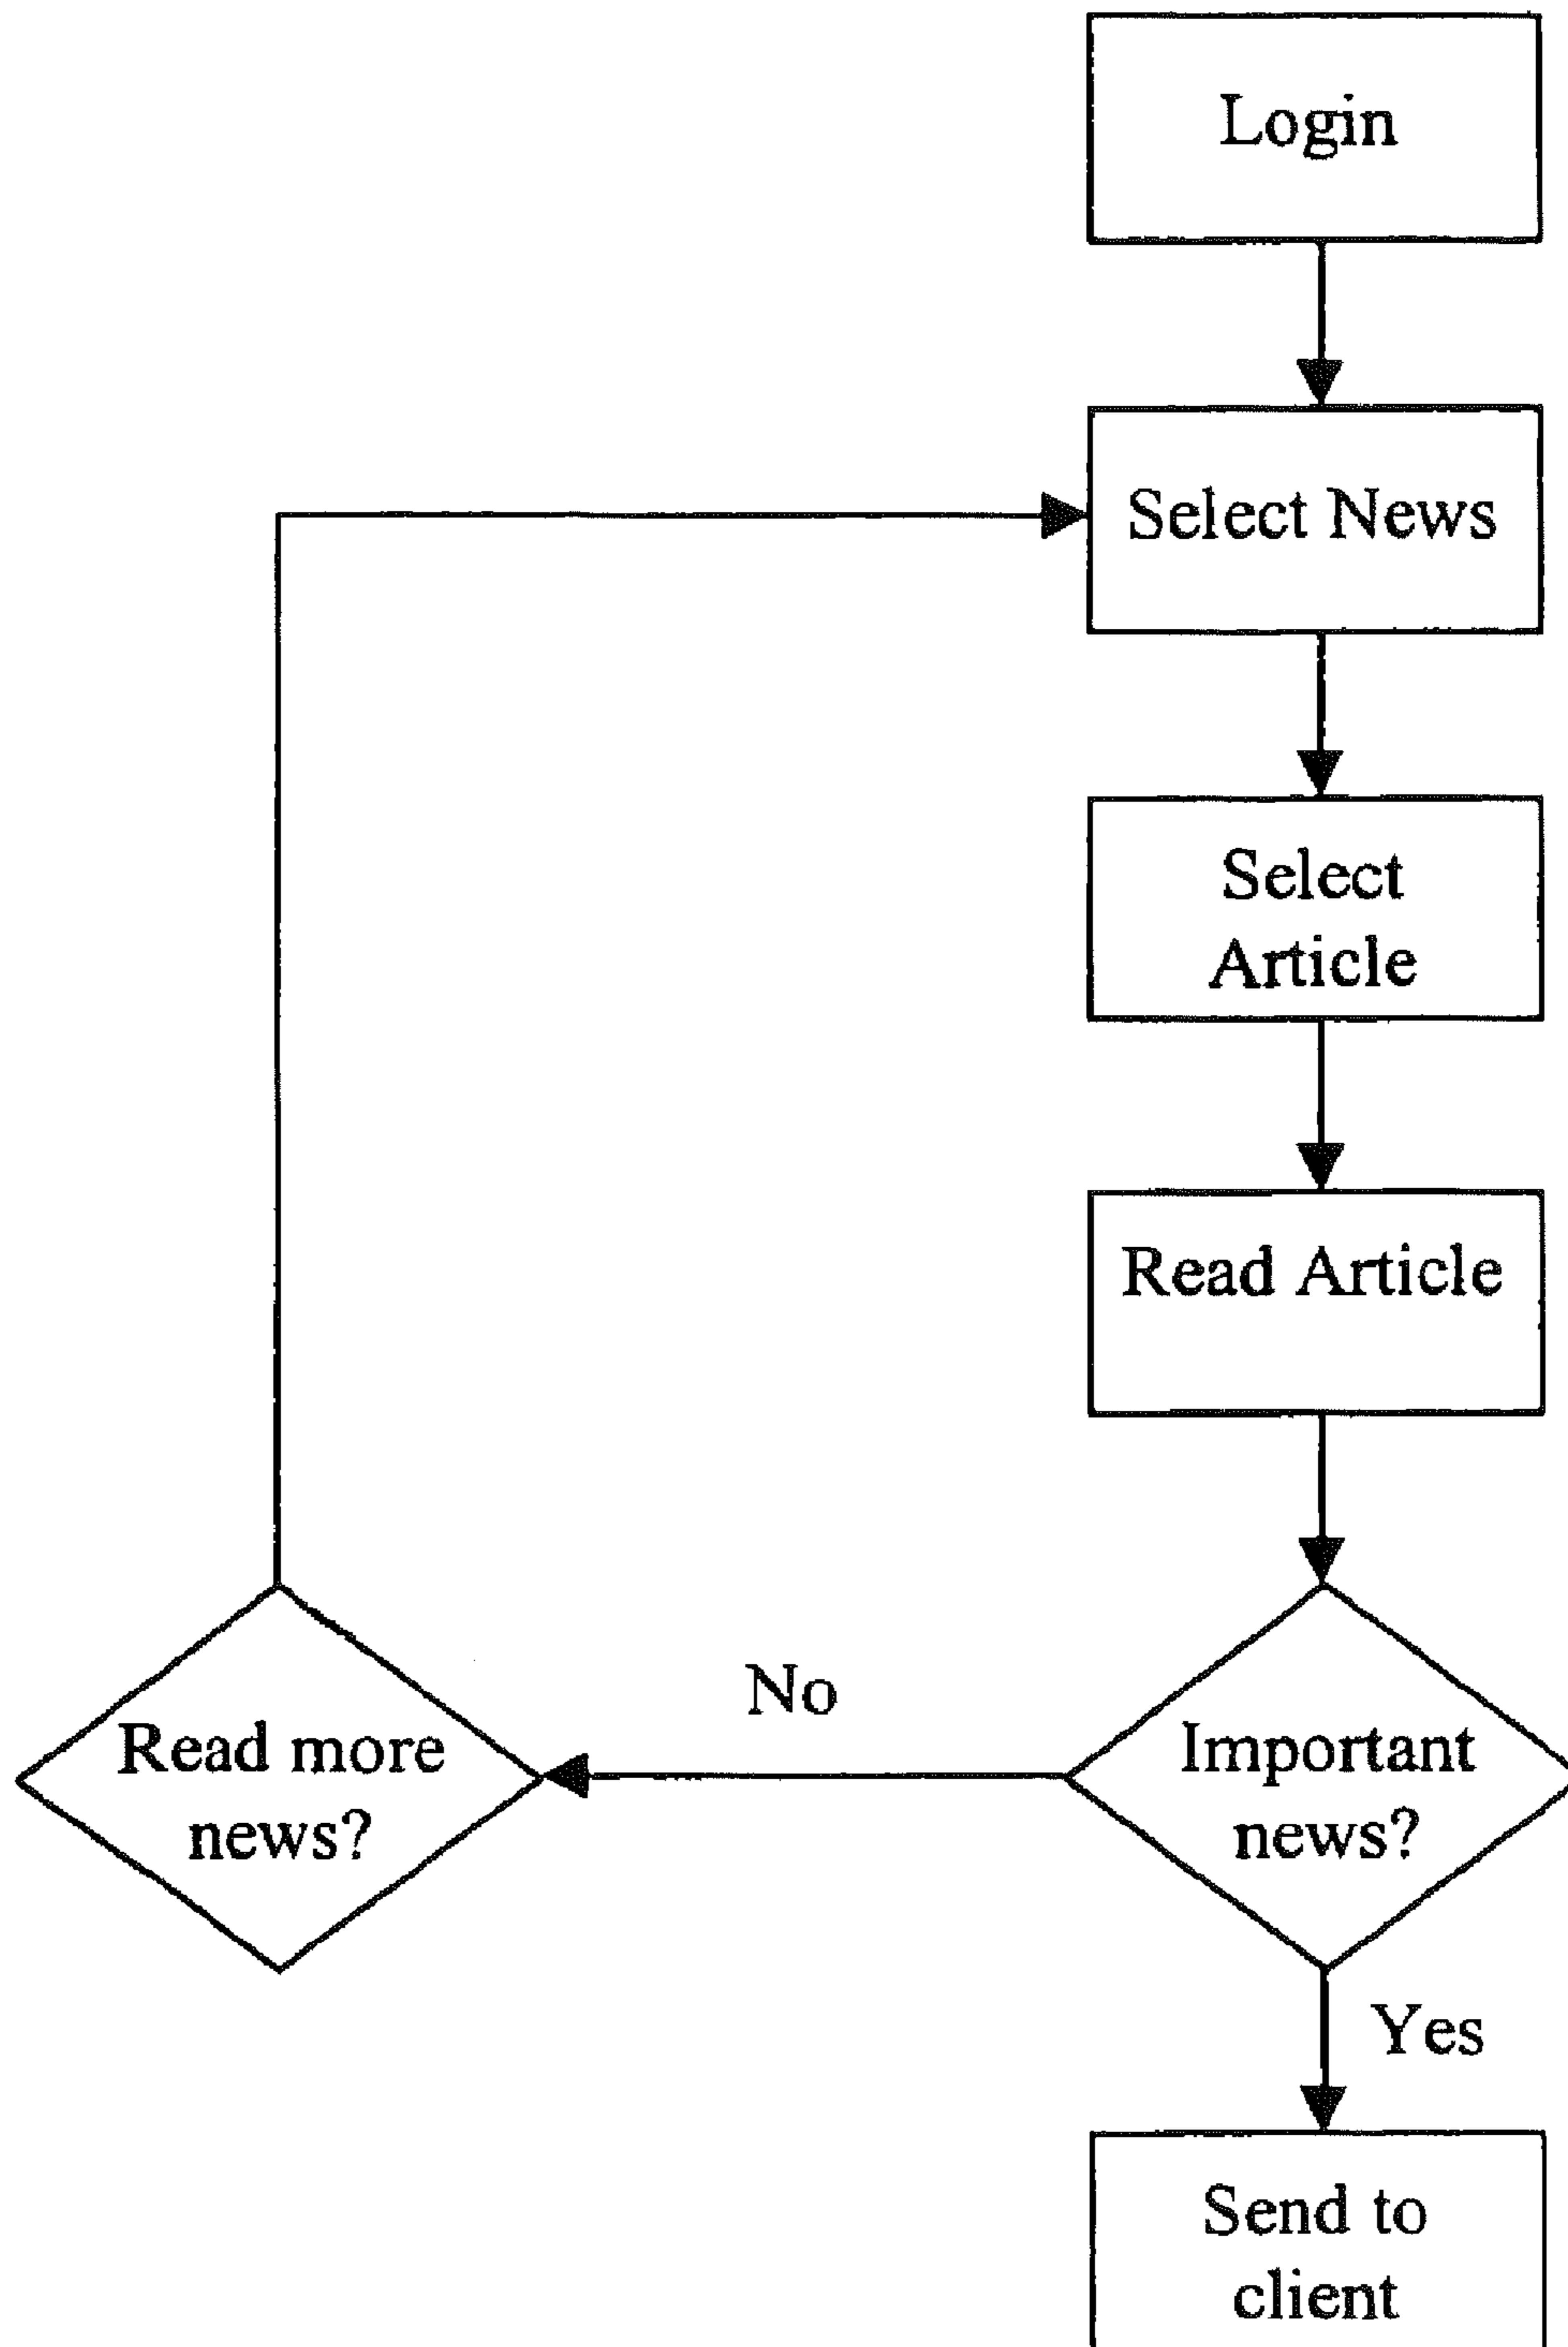 Login
Select News
Select
Article
Read Article
No
Read more
news?
Important
news?
Yes
Send to
client